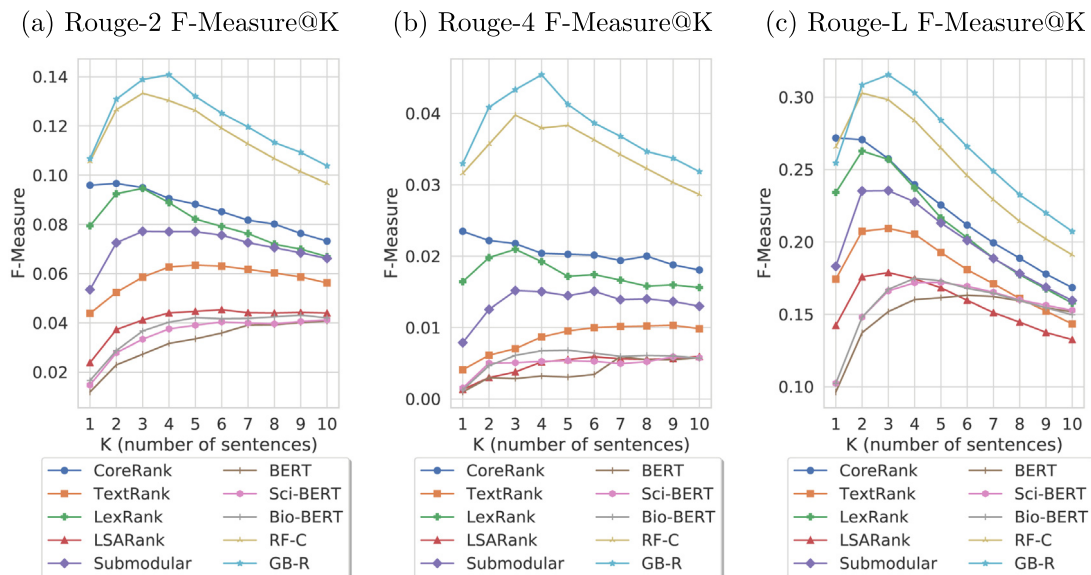 (a) Rouge-2 F-Measure@K
(b) Rouge-4 F-Measure@K
(c) Rouge-L F-Measure@K
F-Measure
0.14
0.12
0.10
0.08
0.06
0.04
0.02
1 2 3 4 5 6 7 8 9 10
K (number of sentences)
CoreRank
TextRank
LexRank
LSARank
Submodular
BERT
Sci-BERT
Bio-BERT
RF-C
GB-R
F-Measure
0.04
0.03
0.02
0.01
0.00
1 2 3 4 5 6 7 8 9 10
K (number of sentences)
CoreRank
TextRank
LexRank
LSARank
Submodular
BERT
Sci-BERT
Bio-BERT
RF-C
GB-R
F-Measure
0.30
0.25
0.20
0.15
0.10
1 2 3 4 5 6 7 8 9 10
K (number of sentences)
CoreRank
TextRank
LexRank
LSARank
Submodular
BERT
Sci-BERT
Bio-BERT
RF-C
GB-R